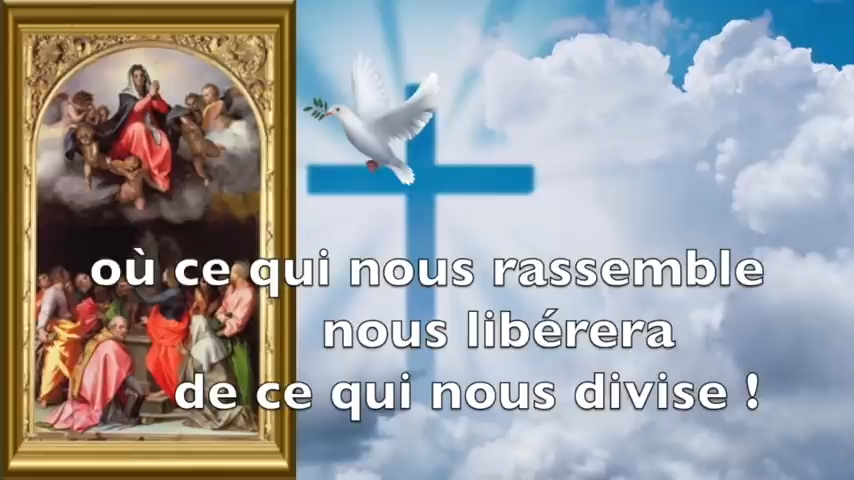 où ce qui nous rassemble
nous libérera
de ce qui nous divise !